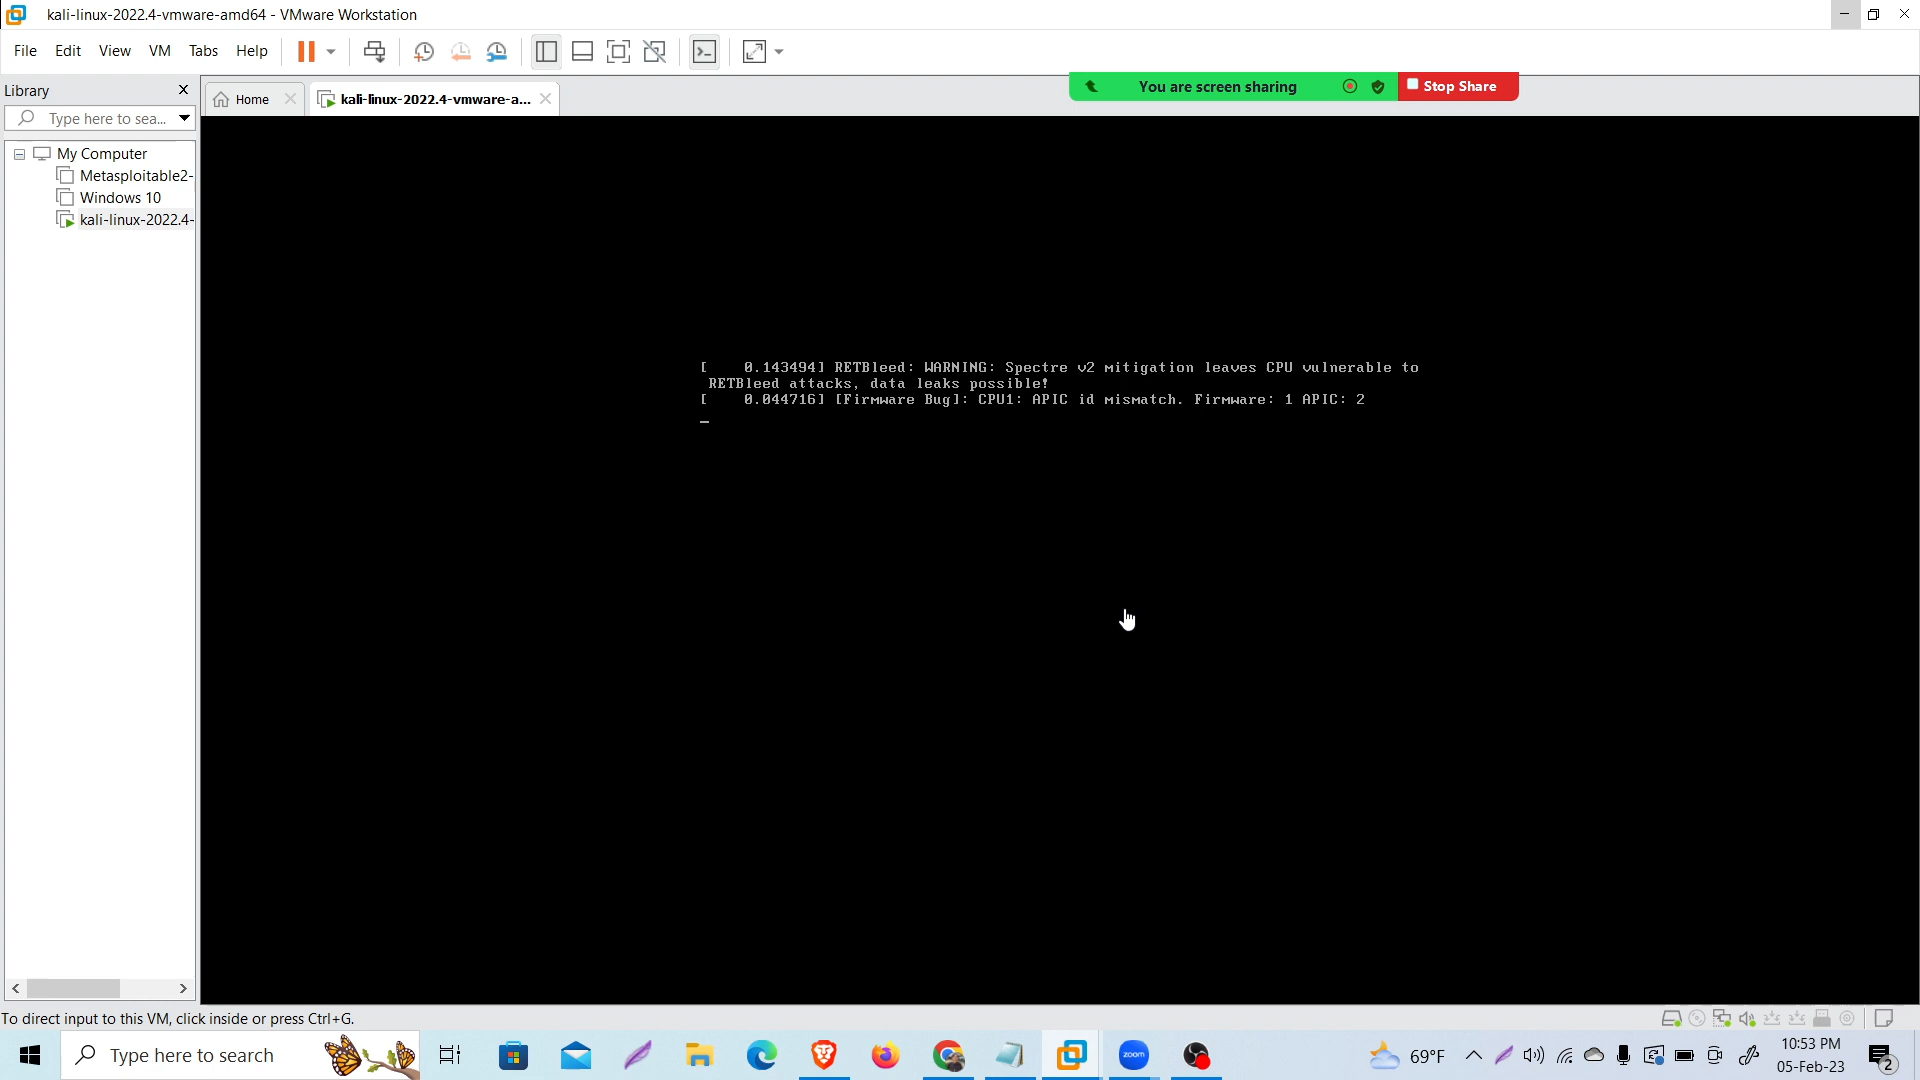 kali-linux-2022.4-vmware-amd64 - VMware Workstation
File Edit View VM Tabs Help
Library
Home
kali-linux-2022.4-vmware-a...
You are screen sharing
Stop Share
Type here to sea...
My Computer
Metasploitable2-
Windows 10
kali-linux-2022.4-
[    0.143494] RETBleed: WARNING: Spectre v2 mitigation leaves CPU vulnerable to
RETBleed attacks, data leaks possible!
[    0.044716] [Firmware Bug]: CPU1: APIC id mismatch. Firmware: 1 APIC: 2
To direct input to this VM, click inside or press Ctrl+G.
Type here to search
zoom
69°F
10:53 PM
05-Feb-23
2